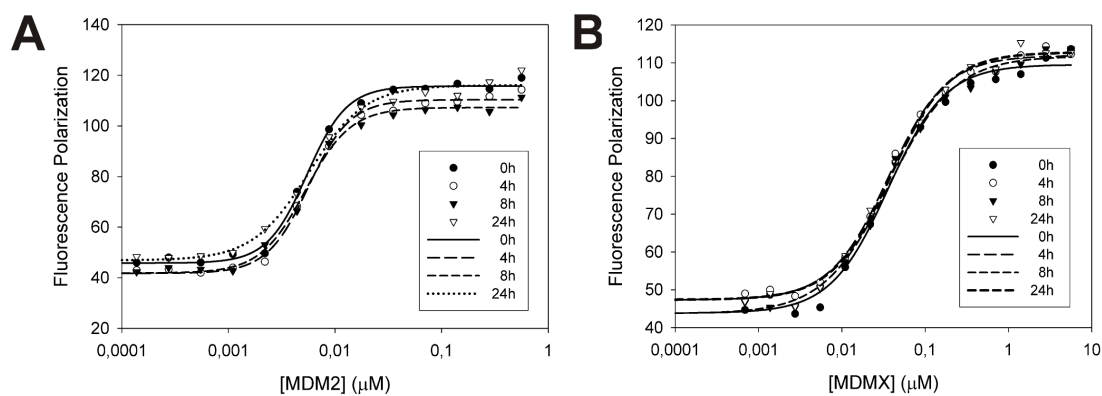 A
140
120
100
80
60
40
20
Fluorescence Polarization
0h
4h
8h
24h
0h
4h
8h
24h
0,0001 0,001 0,01 0,1 1
[MDM2] (μM)
B
120
110
100
90
80
70
60
50
40
Fluorescence Polarization
0h
4h
8h
24h
0h
4h
8h
24h
0,0001 0,001 0,01 0,1 1 10
[MDMX] (μM)